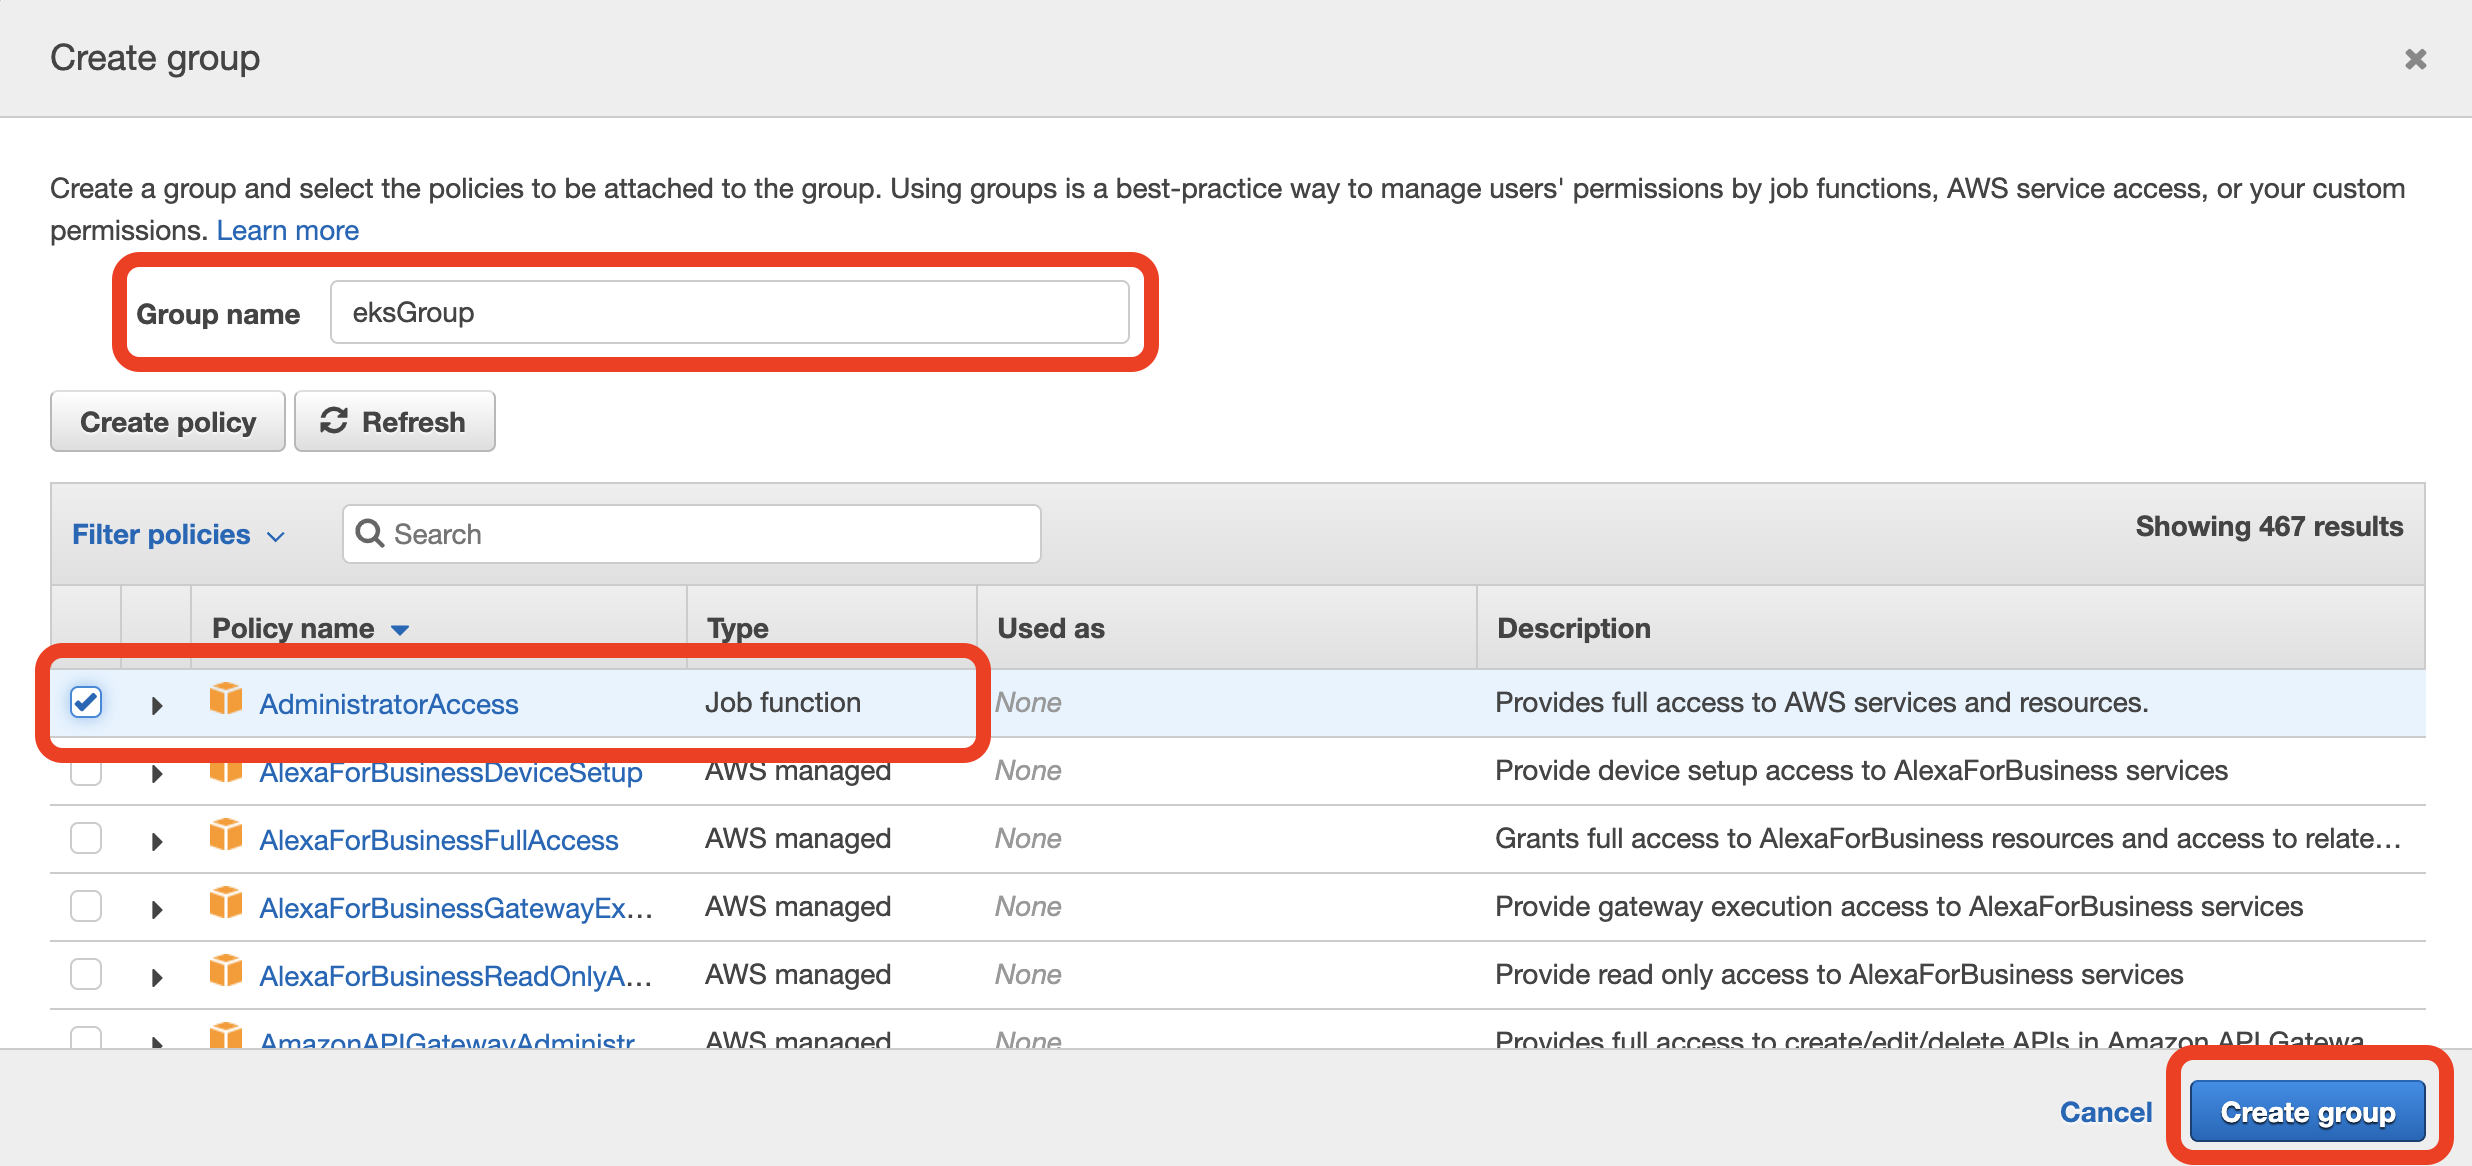 Create group
Create a group and select the policies to be attached to the group. Using groups is a best-practice way to manage users' permissions by job functions, AWS service access, or your custom
permissions. Learn more
Group name eksGroup
Create policy Refresh
Filter policies Search Showing 467 results
Policy name Type Used as Description
AdministratorAccess Job function None Provides full access to AWS services and resources.
AlexaForBusinessDeviceSetup AWS managed None Provide device setup access to AlexaForBusiness services
AlexaForBusinessFullAccess AWS managed None Grants full access to AlexaForBusiness resources and access to relate…
AlexaForBusinessGatewayEx… AWS managed None Provide gateway execution access to AlexaForBusiness services
AlexaForBusinessReadOnlyA… AWS managed None Provide read only access to AlexaForBusiness services
AmazonAPIGatewayAdministr AWS managed None Provides full access to create/edit/delete APIs in Amazon API Gatewa
Cancel Create group